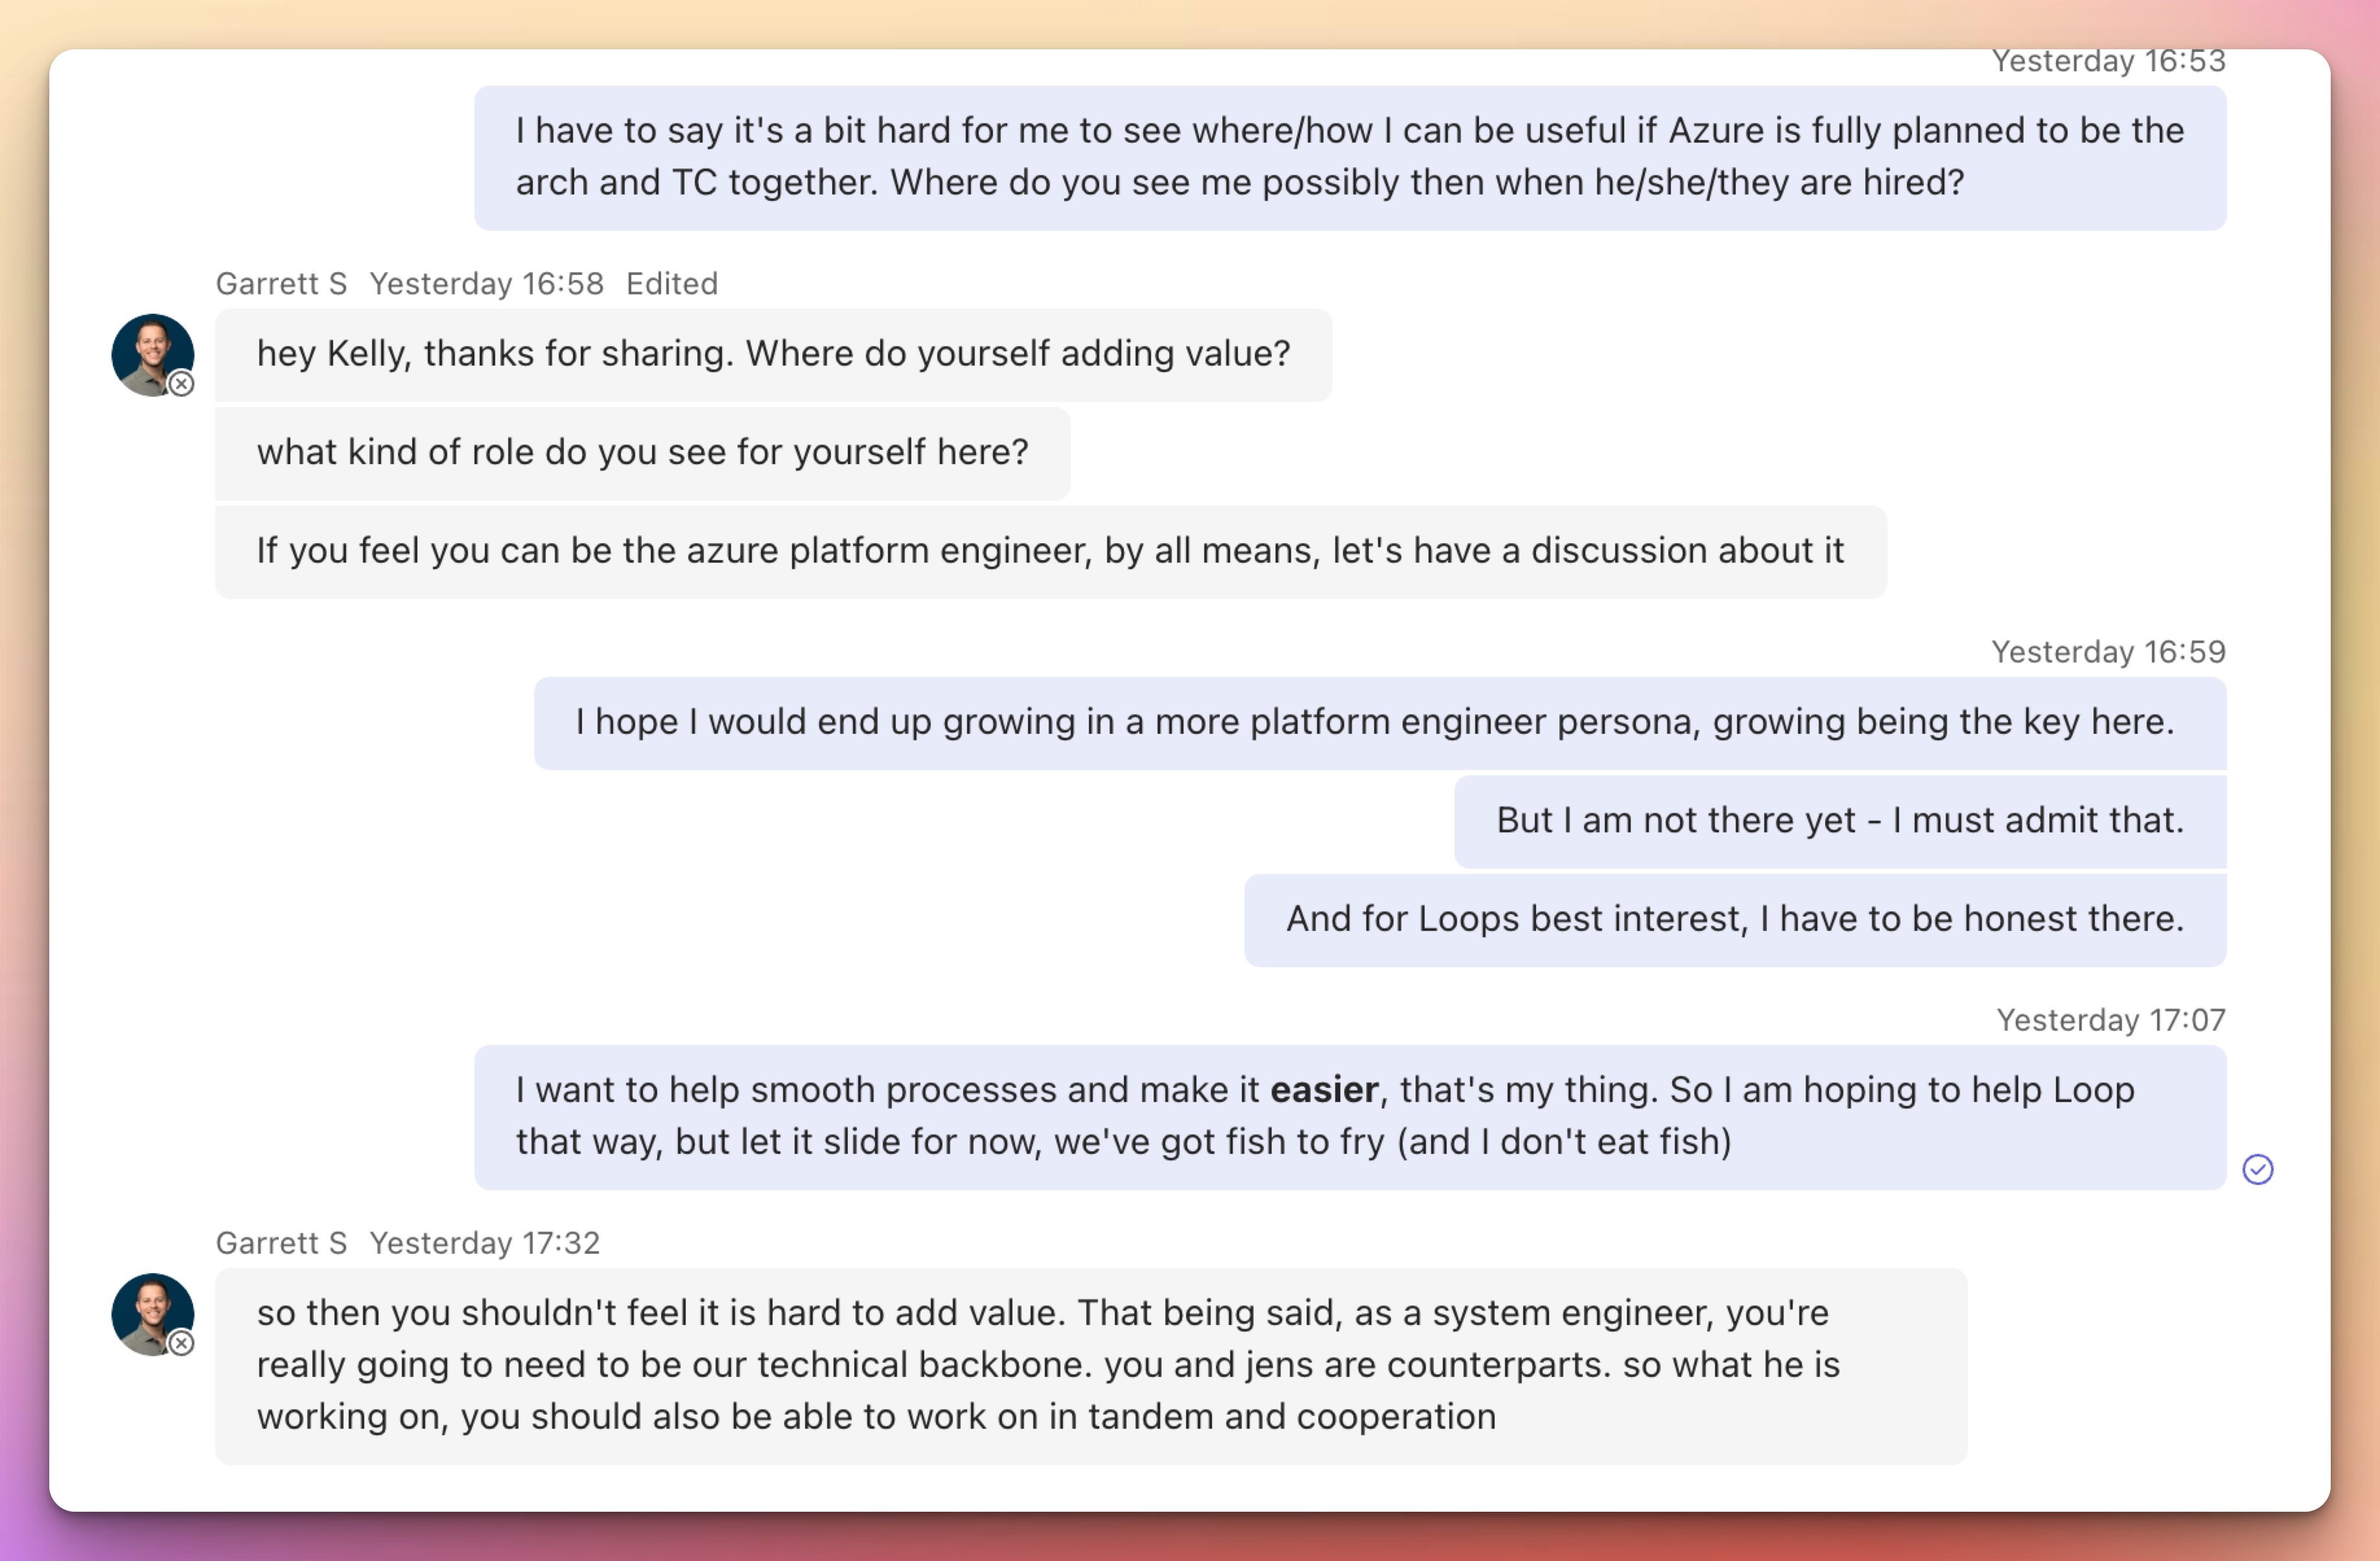 Yesterday 16:53
I have to say it's a bit hard for me to see where/how I can be useful if Azure is fully planned to be the
arch and TC together. Where do you see me possibly then when he/she/they are hired?
Garrett S Yesterday 16:58 Edited
hey Kelly, thanks for sharing. Where do yourself adding value?
what kind of role do you see for yourself here?
If you feel you can be the azure platform engineer, by all means, let's have a discussion about it
Yesterday 16:59
I hope I would end up growing in a more platform engineer persona, growing being the key here.
But I am not there yet - I must admit that.
And for Loops best interest, I have to be honest there.
Yesterday 17:07
I want to help smooth processes and make it easier, that's my thing. So I am hoping to help Loop
that way, but let it slide for now, we've got fish to fry (and I don't eat fish)
Garrett S Yesterday 17:32
so then you shouldn't feel it is hard to add value. That being said, as a system engineer, you're
really going to need to be our technical backbone. you and jens are counterparts. so what he is
working on, you should also be able to work on in tandem and cooperation